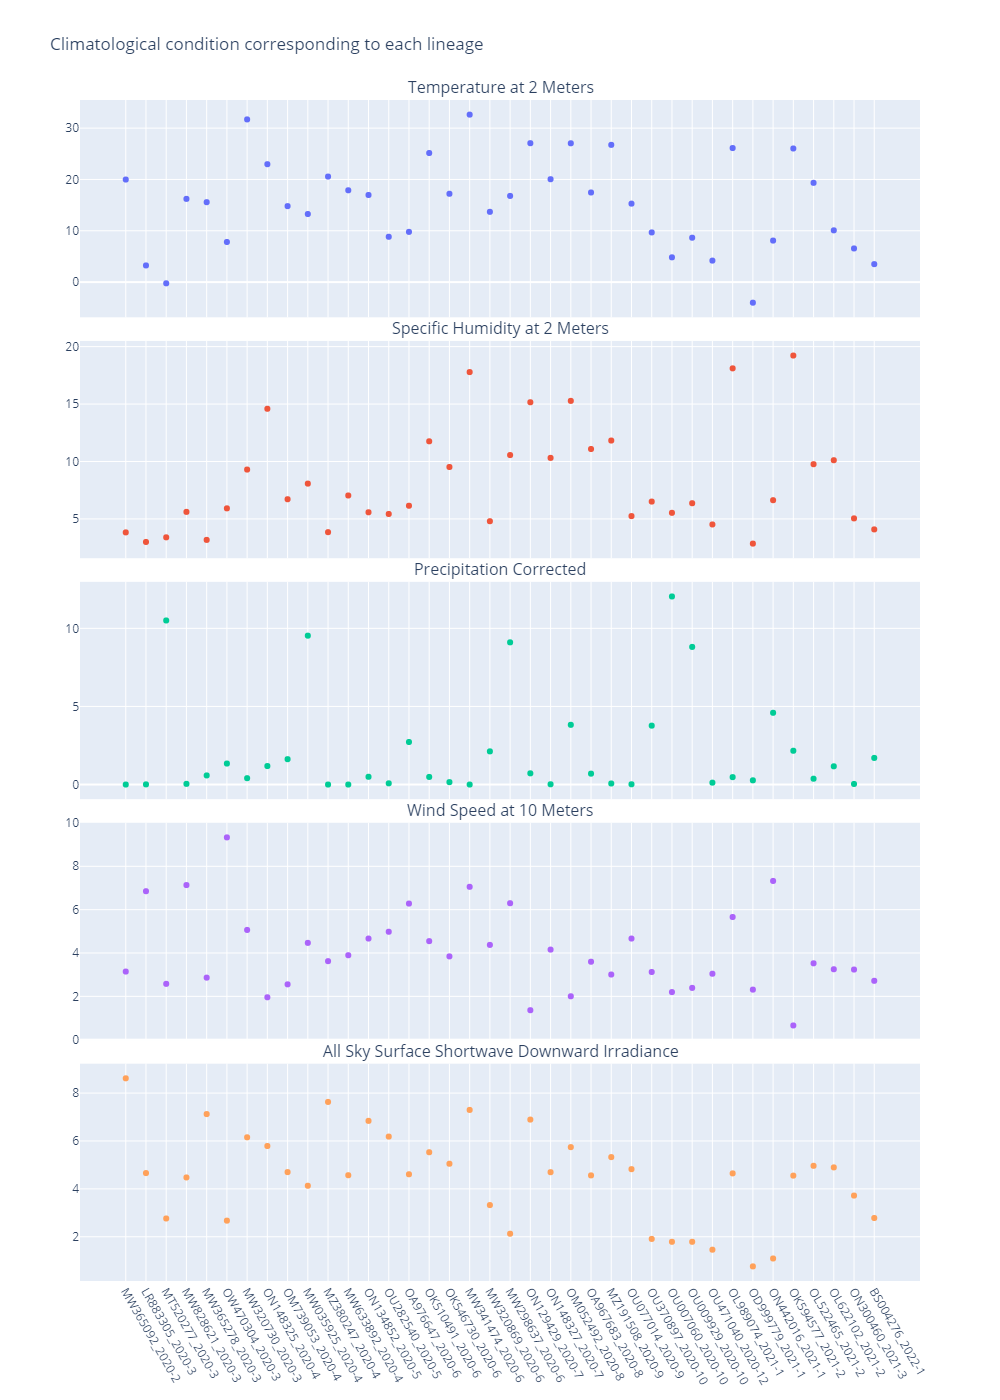 Climatological condition corresponding to each lineage
Temperature at 2 Meters
30
20
10
0
Specific Humidity at 2 Meters
20
15
10
5
Precipitation Corrected
10
5
0
Wind Speed at 10 Meters
10
8
6
4
2
0
All Sky Surface Shortwave Downward Irradiance
8
6
4
2
MW365092_2020-2
LR883305_2020-3
MT520277_2020-3
MW828621_2020-3
MW365278_2020-3
OW470304_2020-3
MW320730_2020-4
ON148325_2020-4
OM739053_2020-4
MW035925_2020-4
MZ380247_2020-4
MW633892_2020-5
ON134852_2020-5
OU282540_2020-5
OA976647_2020-6
OK510491_2020-6
OK546730_2020-6
MW341474_2020-6
MW320869_2020-6
MW298637_2020-6
ON129429_2020-7
ON148327_2020-7
OM052492_2020-8
OA967683_2020-8
MZ191508_2020-9
OU077014_2020-9
OU370897_2020-10
OU007060_2020-10
OU009929_2020-10
OU471040_2020-12
OL989074_2021-1
OD999779_2021-1
ON442016_2021-1
OK594577_2021-2
OL522465_2021-2
OL622102_2021-2
ON300460_2021-3
BS004276_2022-1